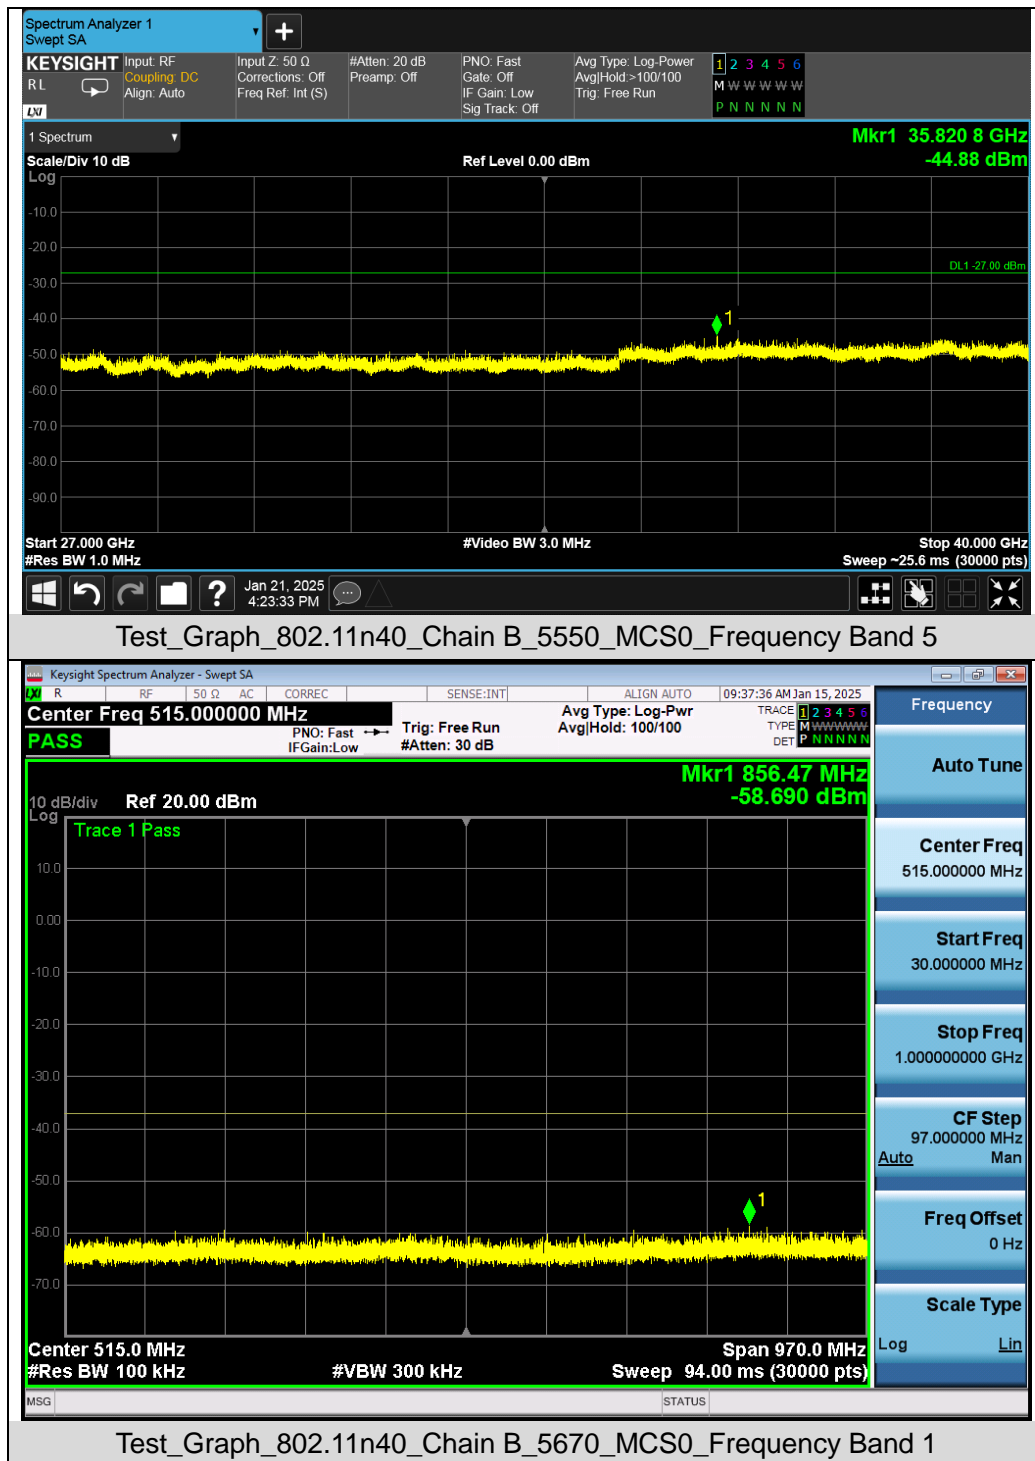 Spectrum Analyzer 1
Swept SA
+
KEYSIGHT
RL
LXI
Input: RF
Coupling: DC
Align: Auto
Input Z: 50 Ω
Corrections: Off
Freq Ref: Int (S)
#Atten: 20 dB
Preamp: Off
PNO: Fast
Gate: Off
IF Gain: Low
Sig Track: Off
Avg Type: Log-Power
Avg|Hold:>100/100
Trig: Free Run
1 2 3 4 5 6
M W W W W W
P N N N N N
1 Spectrum
Scale/Div 10 dB
Ref Level 0.00 dBm
Mkr1 35.820 8 GHz
-44.88 dBm
Log
-10.0
-20.0
DL1 -27.00 dBm
-30.0
-40.0
1
-50.0
-60.0
-70.0
-80.0
-90.0
Start 27.000 GHz
#Video BW 3.0 MHz
Stop 40.000 GHz
#Res BW 1.0 MHz
Sweep ~25.6 ms (30000 pts)
?
Jan 21, 2025
4:23:33 PM
Test_Graph_802.11n40_Chain B_5550_MCS0_Frequency Band 5
Keysight Spectrum Analyzer - Swept SA
LXI R RF 50 Ω AC CORREC SENSE:INT ALIGN AUTO 09:37:36 AM Jan 15, 2025
Center Freq 515.000000 MHz
PASS
PNO: Fast
IFGain:Low
Trig: Free Run
#Atten: 30 dB
Avg Type: Log-Pwr
Avg|Hold: 100/100
TRACE 1 2 3 4 5 6
TYPE M W W W W W
DET P N N N N N
Mkr1 856.47 MHz
-58.690 dBm
10 dB/div
Log
Ref 20.00 dBm
Trace 1 Pass
10.0
0.00
-10.0
-20.0
-30.0
-40.0
-50.0
1
-60.0
-70.0
Center 515.0 MHz
Span 970.0 MHz
#Res BW 100 kHz
#VBW 300 kHz
Sweep 94.00 ms (30000 pts)
MSG
STATUS
Frequency
Auto Tune
Center Freq
515.000000 MHz
Start Freq
30.000000 MHz
Stop Freq
1.000000000 GHz
CF Step
97.000000 MHz
Auto Man
Freq Offset
0 Hz
Scale Type
Log Lin
Test_Graph_802.11n40_Chain B_5670_MCS0_Frequency Band 1